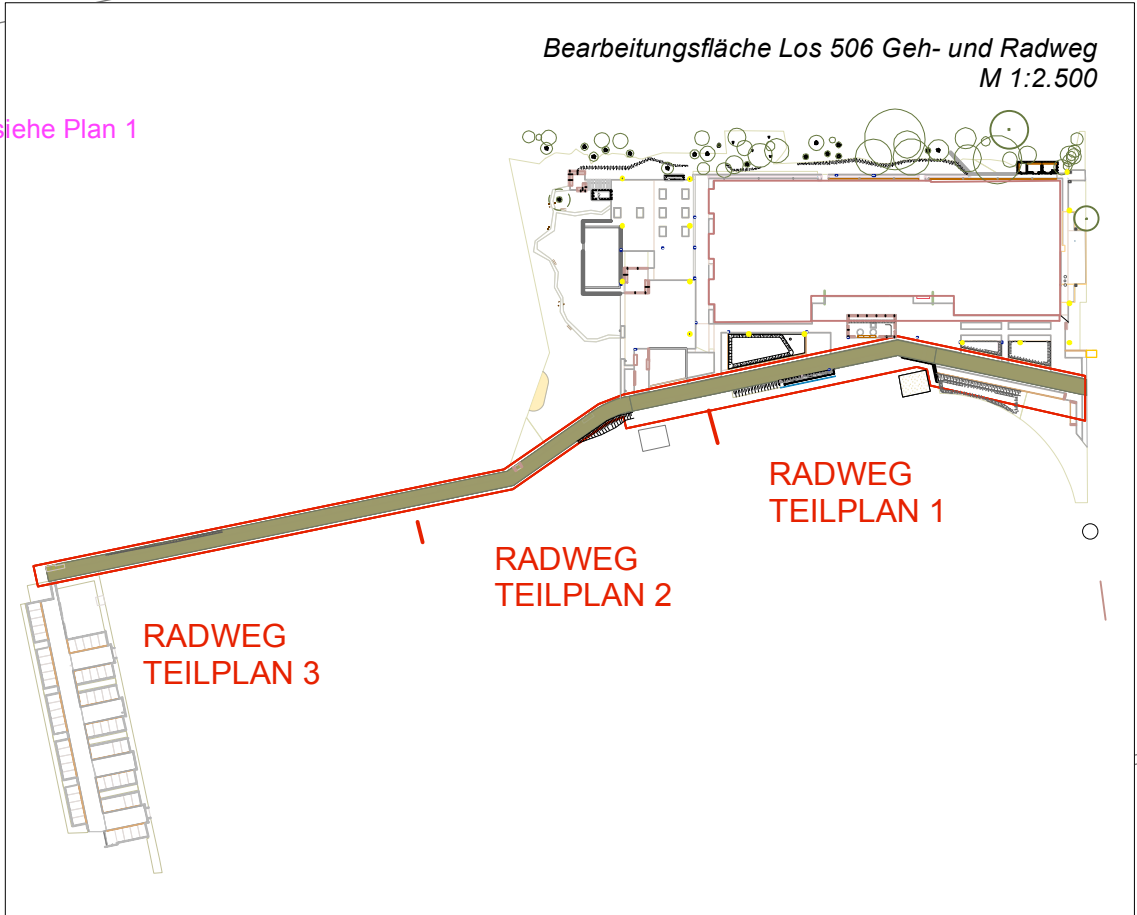 Bearbeitungsfläche Los 506 Geh- und Radweg
M 1:2.500
siehe Plan 1
RADWEG
TEILPLAN 1
RADWEG
TEILPLAN 2
RADWEG
TEILPLAN 3